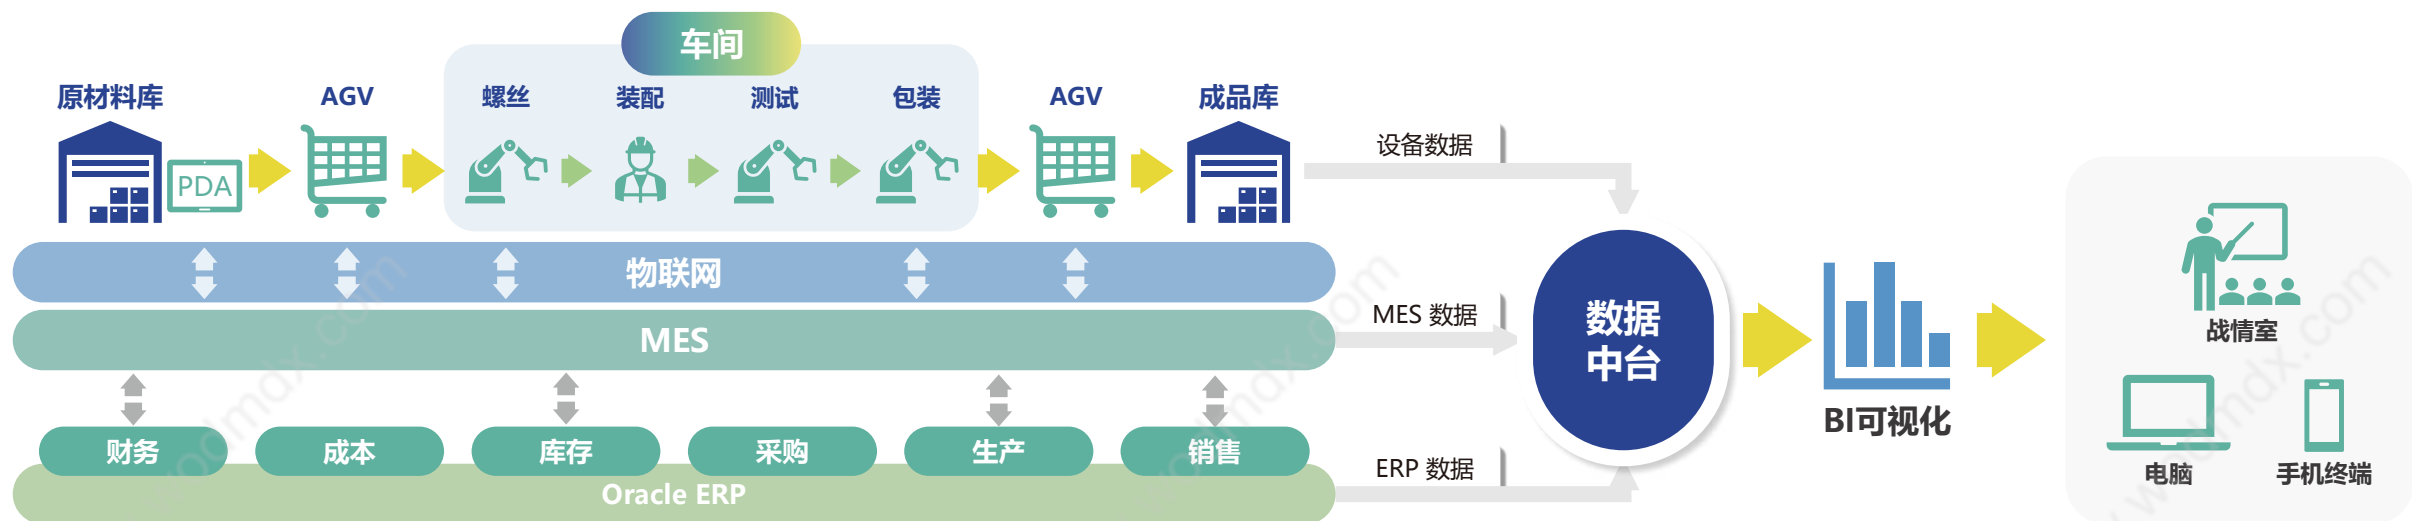 车间
原材料库
AGV
螺丝
装配
测试
包装
AGV
成品库
PDA
设备数据
物联网
MES 数据
MES
数据
中台
BI可视化
战情室
电脑
手机终端
财务
成本
库存
采购
生产
销售
ERP 数据
Oracle ERP